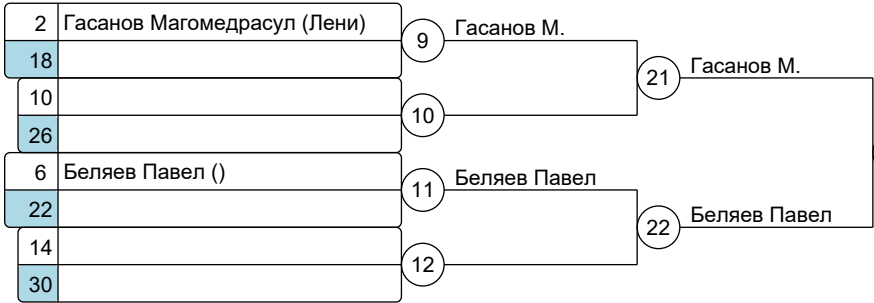 2 Гасанов Магомедрасул (Лени)
9 Гасанов М.
18
21 Гасанов М.
10
10
26
6 Беляев Павел ()
11 Беляев Павел
22
22 Беляев Павел
14
12
30